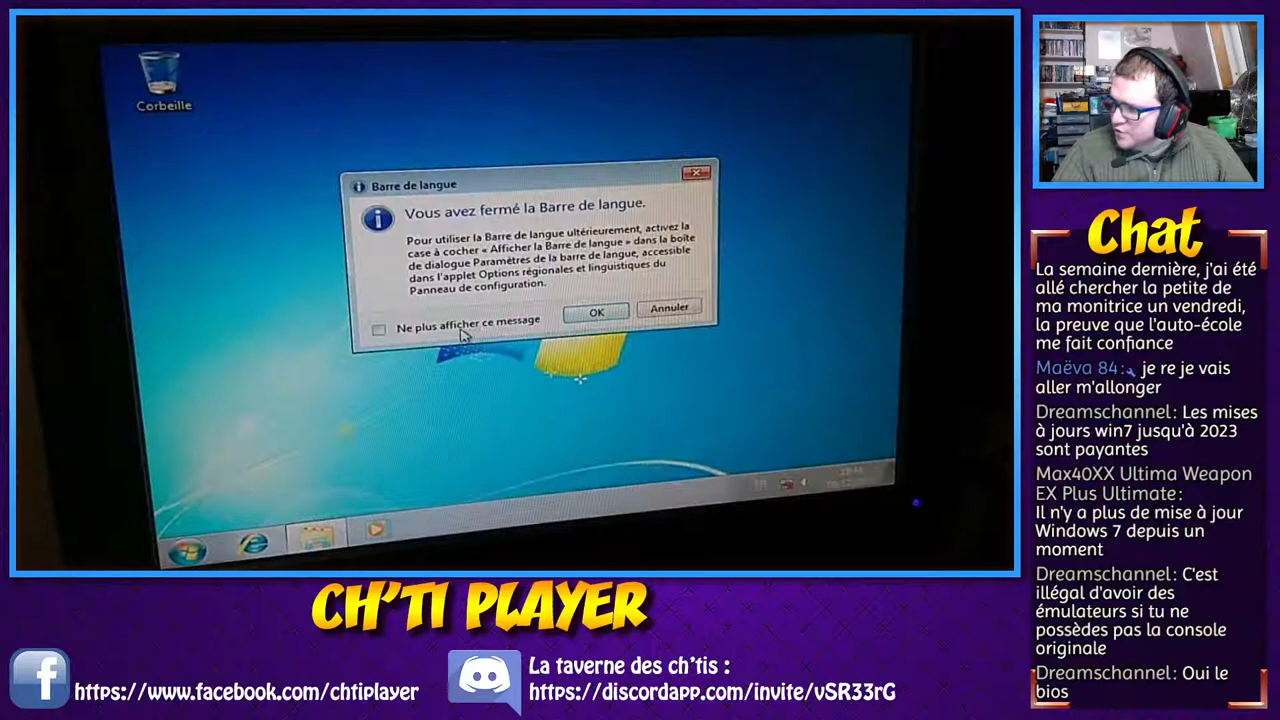 Corbeille
Barre de langue
Vous avez fermé la Barre de langue.
Pour utiliser la Barre de langue ultérieurement, activez la
case à cocher « Afficher la Barre de langue » dans la boîte
de dialogue Paramètres de la barre de langue, accessible
dans l'applet Options régionales et linguistiques du
Panneau de configuration.
Ne plus afficher ce message
OK
Annuler
FR
Chat
La semaine dernière, j'ai été
allé chercher la petite de
ma monitrice un vendredi,
la preuve que l'auto-école
me fait confiance
Maëva 84: je re je vais
aller m'allonger
Dreamschannel: Les mises
à jours win7 jusqu'à 2023
sont payantes
Max40XX Ultima Weapon
EX Plus Ultimate:
Il n'y a plus de mise à jour
Windows 7 depuis un
moment
Dreamschannel: C'est
illégal d'avoir des
émulateurs si tu ne
possèdes pas la console
originale
Dreamschannel: Oui le
bios
CH'TI PLAYER
https://www.facebook.com/chtiplayer
La taverne des ch'tis :
https://discordapp.com/invite/vSR33rG